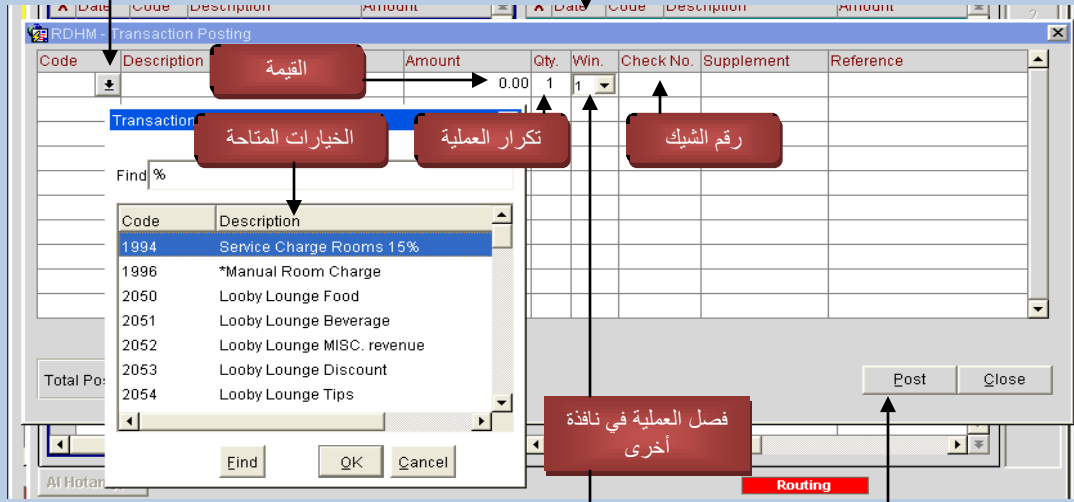 X Date Code Description Amount X Date Code Description Amount
2
RDHM - Transaction Posting
Code Description Amount Qty. Win. Check No. Supplement Reference
القيمة
0.00 1 1
Transaction
الخيارات المتاحة
تكرار العملية
رقم الشيك
Find %
Code Description
1994 Service Charge Rooms 15%
1996 *Manual Room Charge
2050 Looby Lounge Food
2051 Looby Lounge Beverage
2052 Looby Lounge MISC. revenue
2053 Looby Lounge Discount
2054 Looby Lounge Tips
Total Pos
Post Close
فصل العملية في نافذة
أخرى
Find OK Cancel
Routing